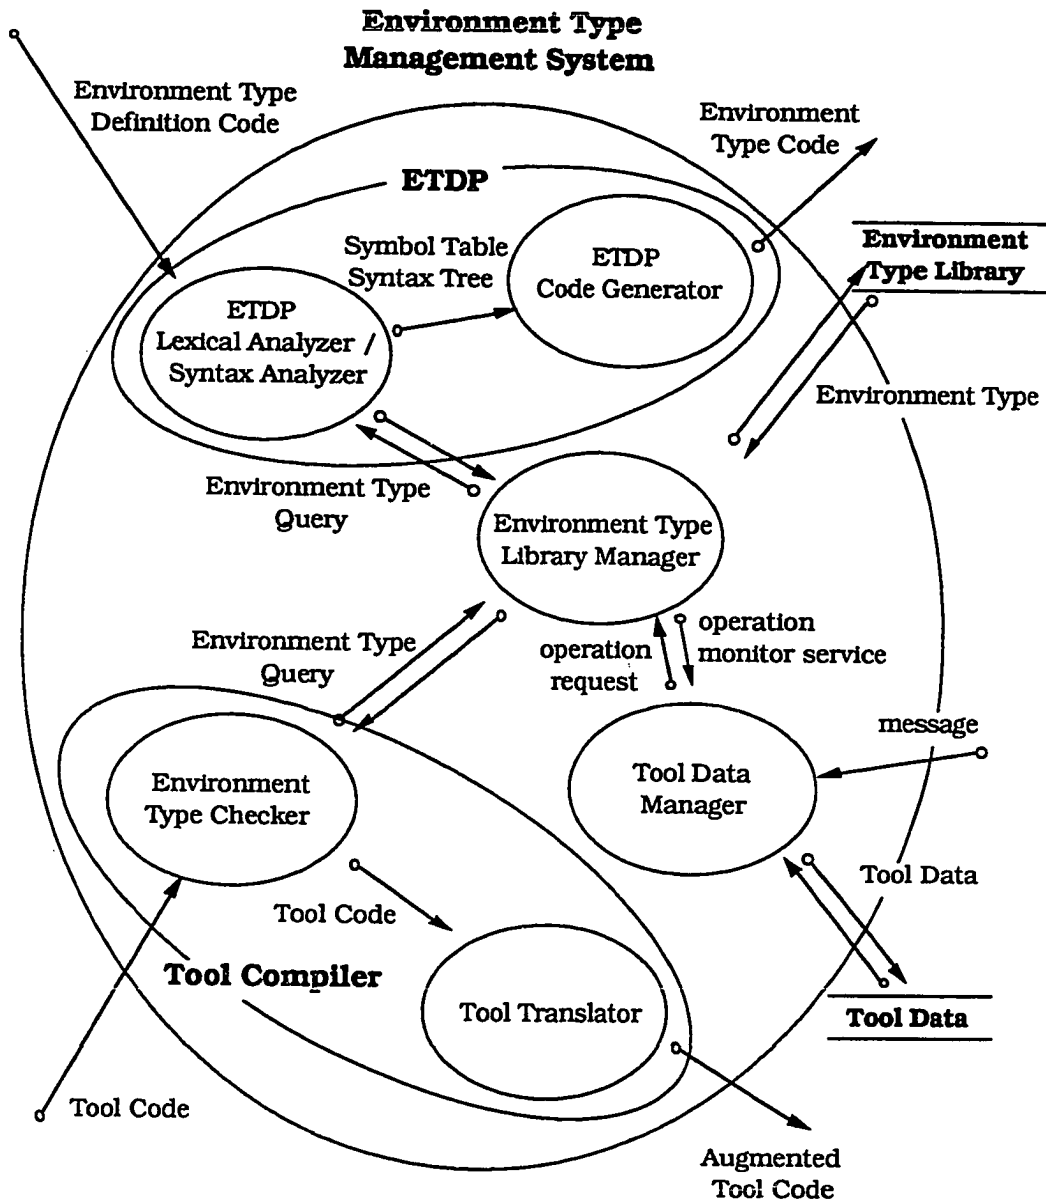 Environment Type
Management System
Environment Type
Definition Code
Environment
Type Code
ETDP
Environment
Type Library
Symbol Table
Syntax Tree
ETDP
Code Generator
ETDP
Lexical Analyzer /
Syntax Analyzer
Environment Type
Environment Type
Query
Environment Type
Library Manager
Environment Type
Query
operation
request
operation
monitor service
message
Environment
Type Checker
Tool Data
Manager
Tool Data
Tool Code
Tool Compiler
Tool Translator
Tool Data
Tool Code
Augmented
Tool Code